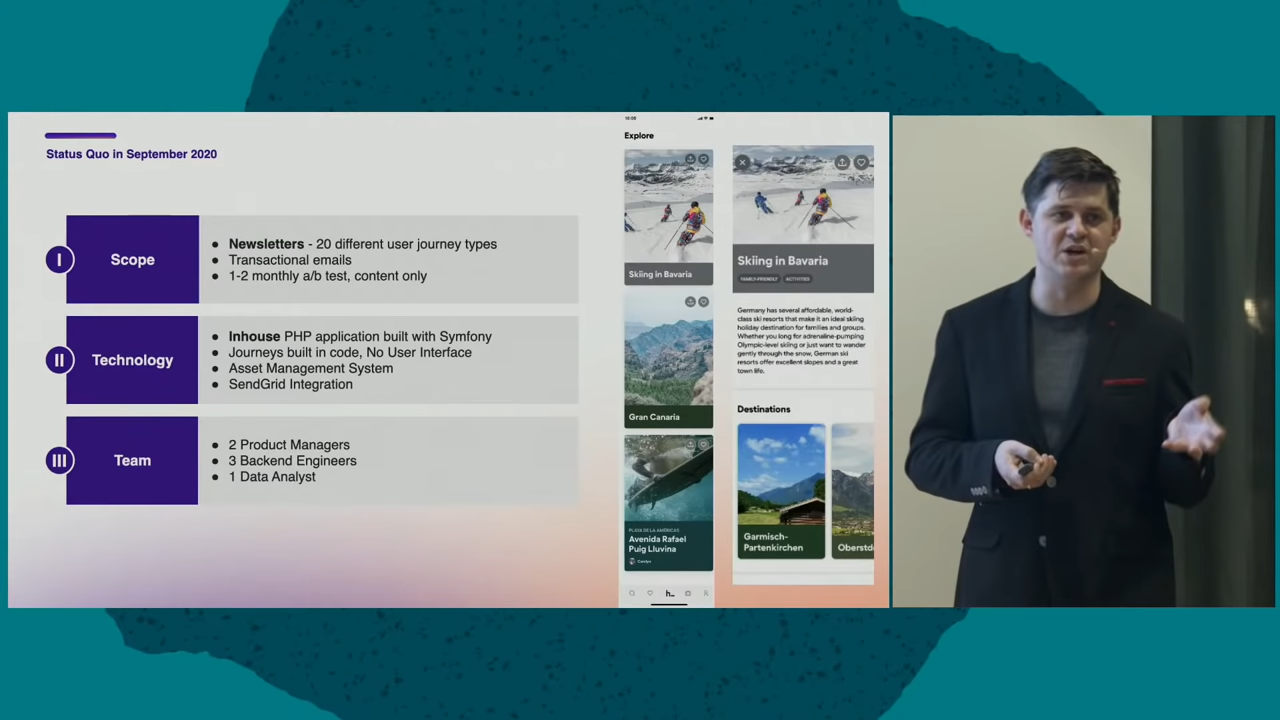 Status Quo in September 2020
I
Scope
● Newsletters - 20 different user journey types
● Transactional emails
● 1-2 monthly a/b test, content only
II
Technology
● Inhouse PHP application built with Symfony
● Journeys built in code, No User Interface
● Asset Management System
● SendGrid Integration
III
Team
● 2 Product Managers
● 3 Backend Engineers
● 1 Data Analyst
Explore
Skiing in Bavaria
Gran Canaria
PLAYA DE LA AMÉRICAS
Avenida Rafael
Puig Lluvina
Carolyn
h_
Skiing in Bavaria
FAMILY-FRIENDLY ACTIVITIES
Germany has several affordable, world-
class ski resorts that make it an ideal skiing
holiday destination for families and groups.
Whether you long for adrenaline-pumping
Olympic-level skiing or just want to wander
gently through the snow, German ski
resorts offer excellent slopes and a great
town life.
Destinations
Garmisch-
Partenkirchen
Oberstd